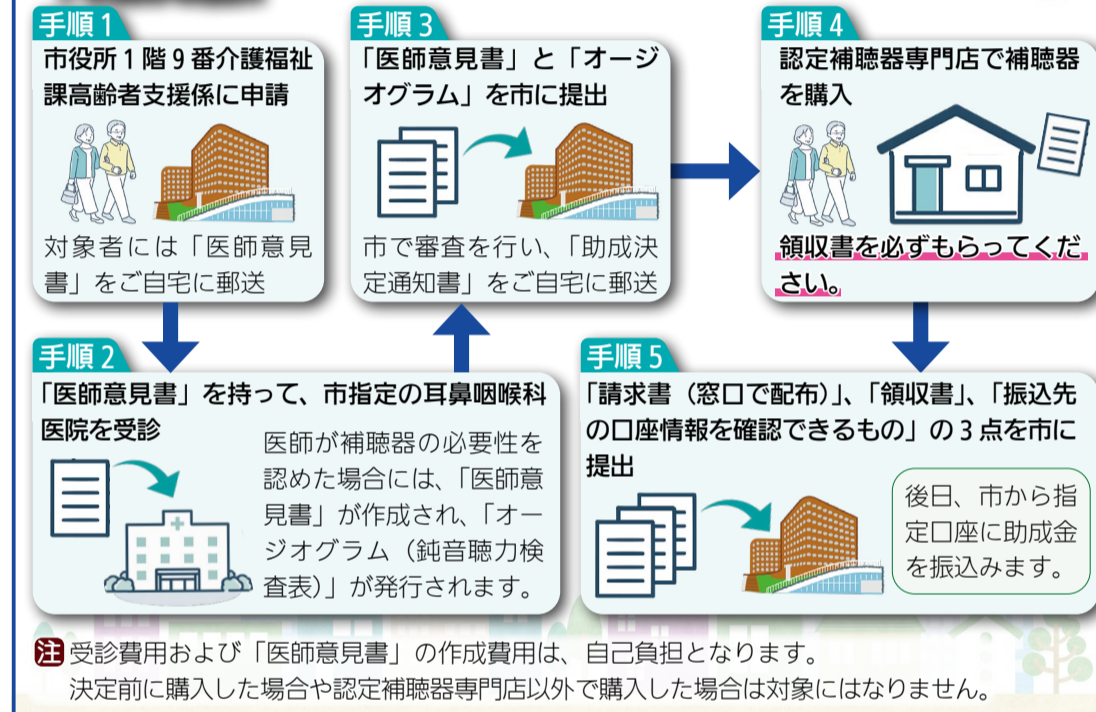 手順1
市役所1階9番介護福祉
課高齢者支援係に申請
対象者には「医師意見
書」をご自宅に郵送
手順2
「医師意見書」を持って、市指定の耳鼻咽喉科
医院を受診
医師が補聴器の必要性を
認めた場合には、「医師意
見書」が作成され、「オー
ジオグラム（鈍音聴力検
査表）」が発行されます。
手順3
「医師意見書」と「オージ
オグラム」を市に提出
市で審査を行い、「助成決
定通知書」をご自宅に郵送
手順4
認定補聴器専門店で補聴器
を購入
領収書を必ずもらってくだ
さい。
手順5
「請求書（窓口で配布）」、「領収書」、「振込先
の口座情報を確認できるもの」の3点を市に
提出
後日、市から指
定口座に助成金
を振込みます。
注 受診費用および「医師意見書」の作成費用は、自己負担となります。
決定前に購入した場合や認定補聴器専門店以外で購入した場合は対象にはなりません。